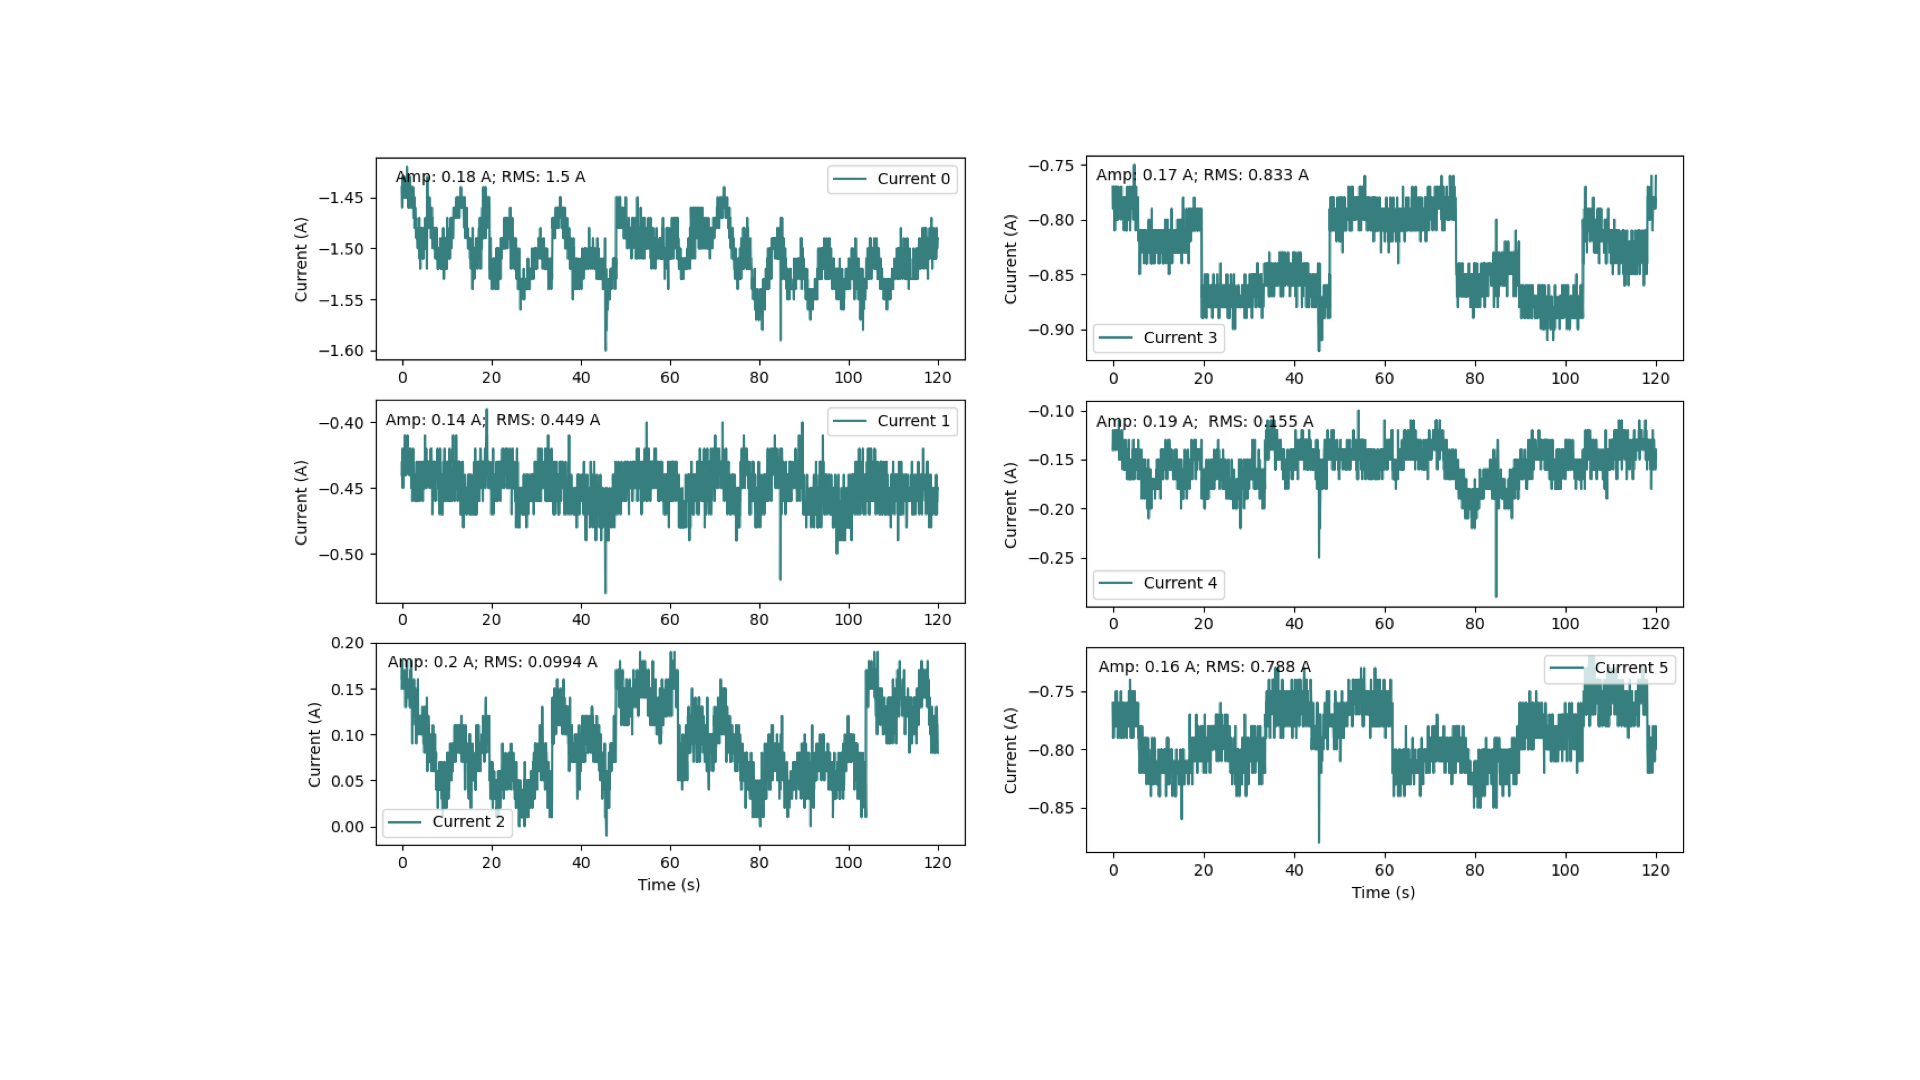 Amp: 0.18 A; RMS: 1.5 A
Current 0
Current (A)
−1.45
−1.50
−1.55
−1.60
0 20 40 60 80 100 120
Amp: 0.14 A; RMS: 0.449 A
Current 1
Current (A)
−0.40
−0.45
−0.50
0 20 40 60 80 100 120
Amp: 0.2 A; RMS: 0.0994 A
Current 2
Current (A)
0.20
0.15
0.10
0.05
0.00
0 20 40 60 80 100 120
Time (s)
Amp: 0.17 A; RMS: 0.833 A
Current 3
Cuurent (A)
−0.75
−0.80
−0.85
−0.90
0 20 40 60 80 100 120
Amp: 0.19 A; RMS: 0.155 A
Current 4
Current (A)
−0.10
−0.15
−0.20
−0.25
0 20 40 60 80 100 120
Amp: 0.16 A; RMS: 0.788 A
Current 5
Current (A)
−0.75
−0.80
−0.85
0 20 40 60 80 100 120
Time (s)